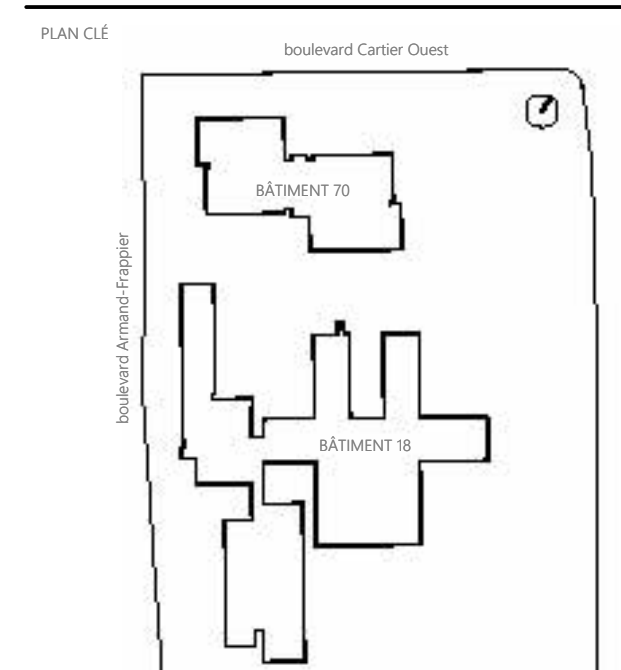 PLAN CLÉ
boulevard Cartier Ouest
BÂTIMENT 70
boulevard Armand-Frappier
BÂTIMENT 18